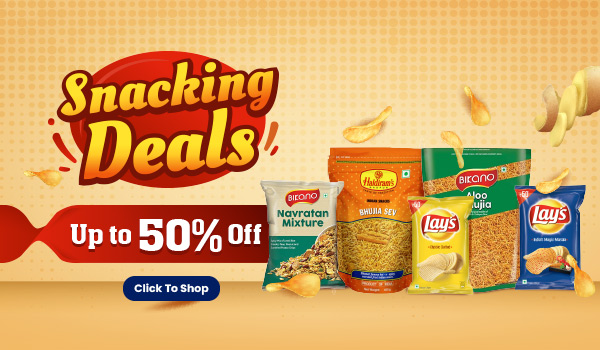 Snacking
Deals
Up to 50% Off
Click To Shop
BIKANO
Navratan
Mixture
Haldiram's
BHUJIA SEV
BIKANO
Aloo
Lay's
Lay's